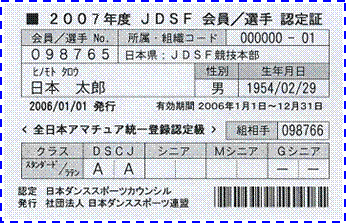 ■ 2007年度 JDSF 会員／選手 認定証
会員／選手 No. 所属・組織コード 000000 - 01
098765 日本県：JDSF競技本部
ヒノモト タロウ 性別 生年月日
日本 太郎 男 1954/02/29
2006/01/01 発行 有効期間 2006年1月1日～12月31日
< 全日本アマチュア統一登録認定級 > 組相手 098766
クラス DSCJ シニア Mシニア Gシニア
スタンダード／ラテン A A
認定 日本ダンススポーツカウンシル
発行 社団法人 日本ダンススポーツ連盟